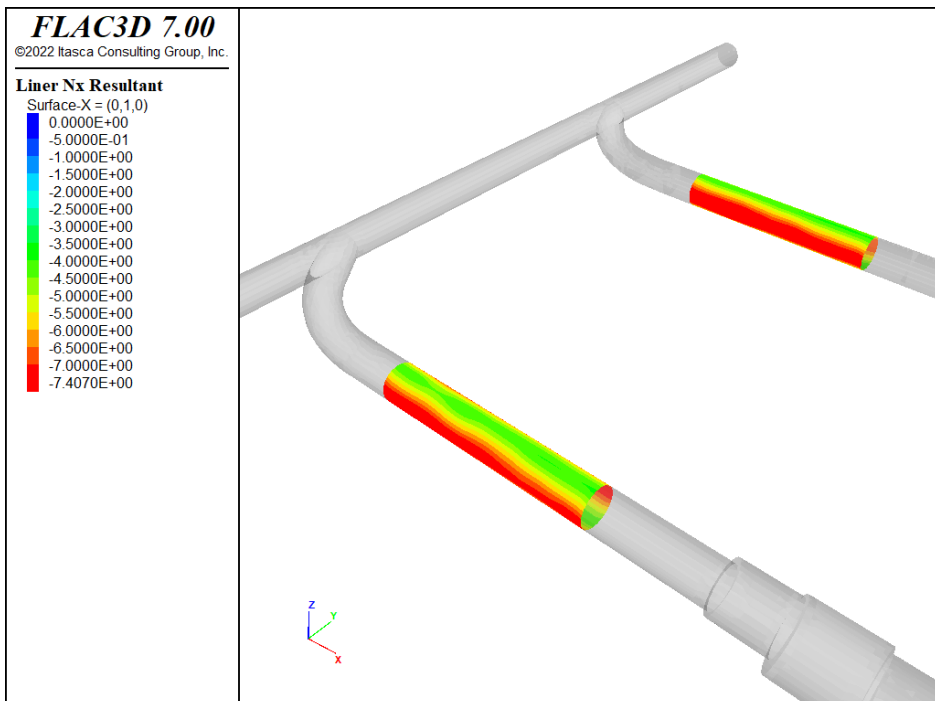 FLAC3D 7.00
©2022 Itasca Consulting Group, Inc.
Liner Nx Resultant
Surface-X = (0,1,0)
0.0000E+00
-5.0000E-01
-1.0000E+00
-1.5000E+00
-2.0000E+00
-2.5000E+00
-3.0000E+00
-3.5000E+00
-4.0000E+00
-4.5000E+00
-5.0000E+00
-5.5000E+00
-6.0000E+00
-6.5000E+00
-7.0000E+00
-7.4070E+00
Z
Y
X